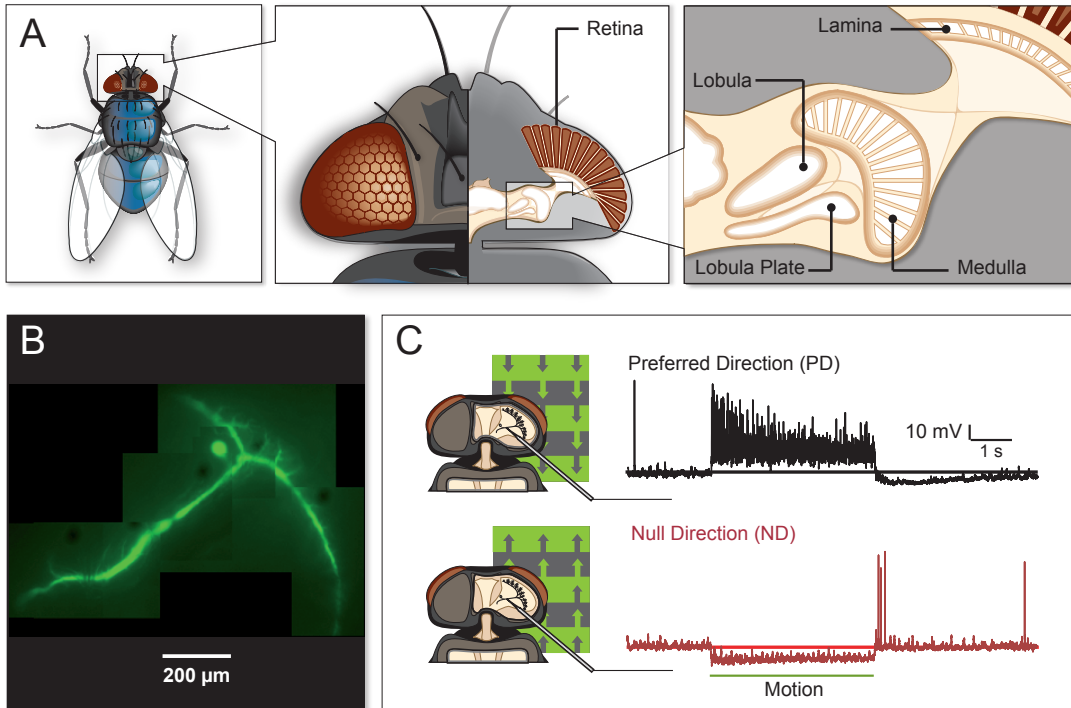 A
Retina
Lamina
Lobula
Lobula Plate
Medulla
B
200 µm
C
Preferred Direction (PD)
10 mV
1 s
Null Direction (ND)
Motion